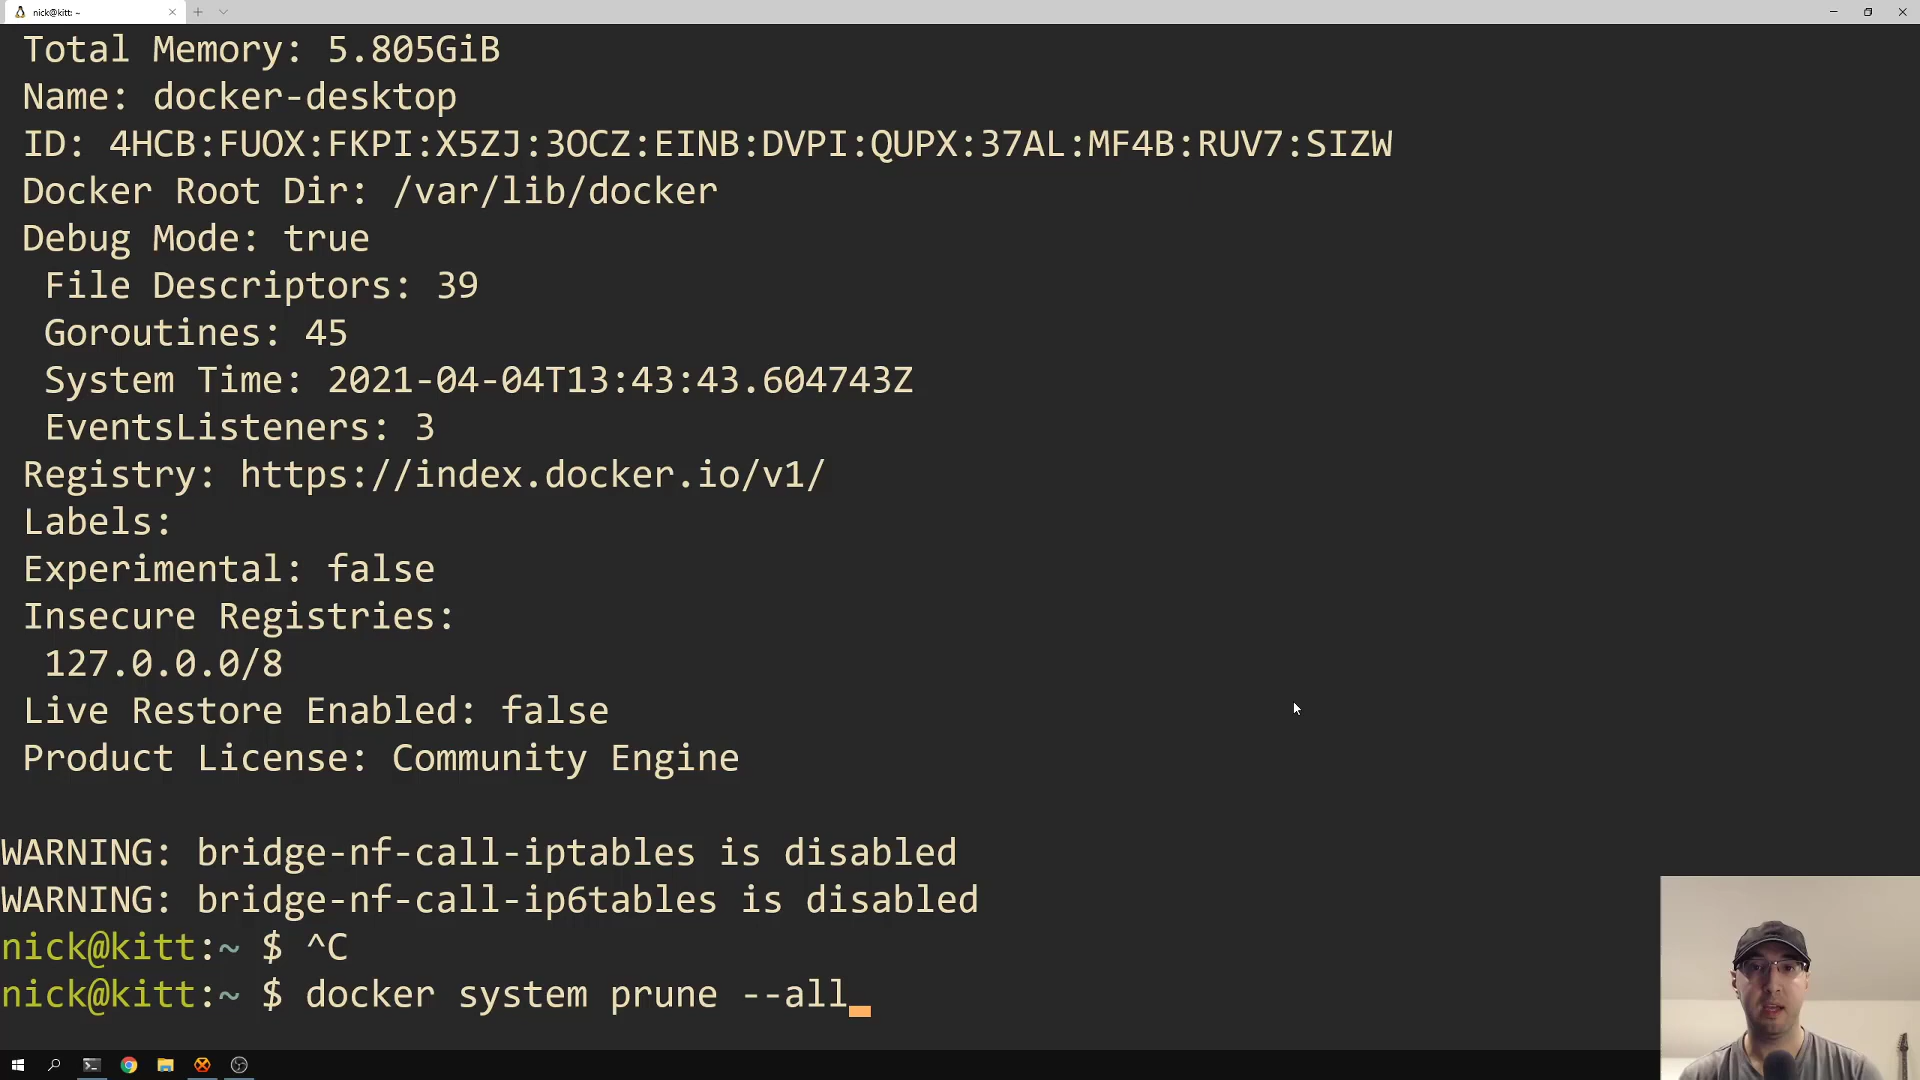 nick@kitt: ~
Total Memory: 5.805GiB
Name: docker-desktop
ID: 4HCB:FUOX:FKPI:X5ZJ:3OCZ:EINB:DVPI:QUPX:37AL:MF4B:RUV7:SIZW
Docker Root Dir: /var/lib/docker
Debug Mode: true
File Descriptors: 39
Goroutines: 45
System Time: 2021-04-04T13:43:43.604743Z
EventsListeners: 3
Registry: https://index.docker.io/v1/
Labels:
Experimental: false
Insecure Registries:
127.0.0.0/8
Live Restore Enabled: false
Product License: Community Engine
WARNING: bridge-nf-call-iptables is disabled
WARNING: bridge-nf-call-ip6tables is disabled
nick@kitt:~ $ ^C
nick@kitt:~ $ docker system prune --all